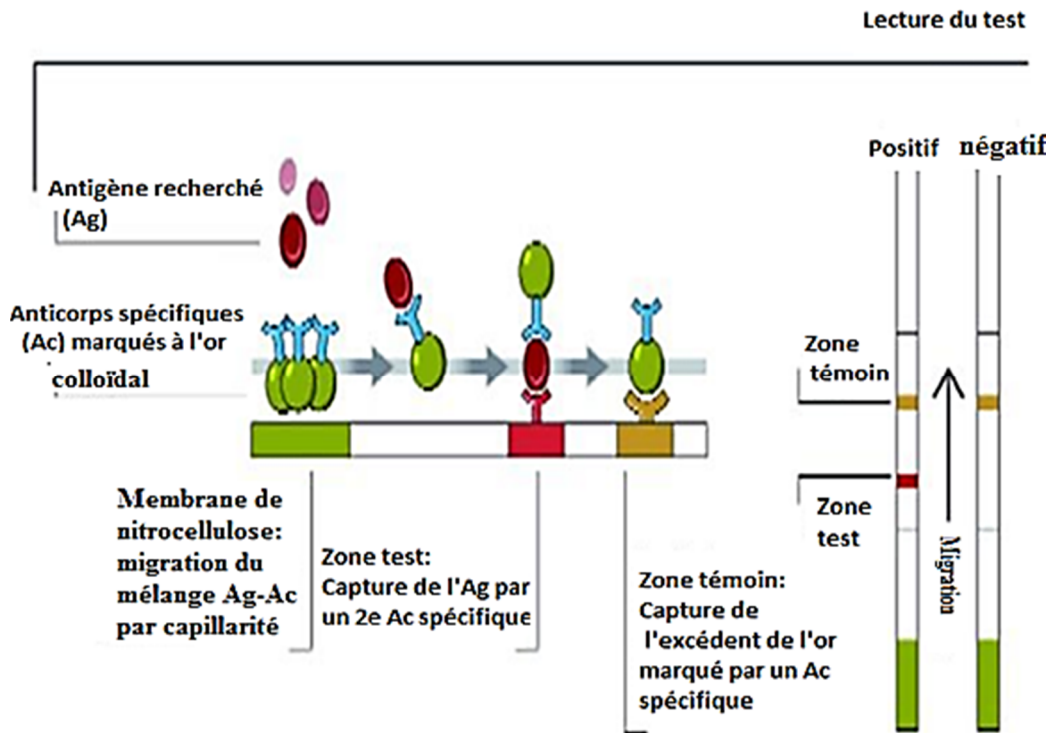 Lecture du test
Positif négatif
Antigène recherché
(Ag)
Anticorps spécifiques
(Ac) marqués à l'or
colloïdal
Zone
témoin
Zone
test
Migration
Membrane de
nitrocellulose:
migration du
mélange Ag-Ac
par capillarité
Zone test:
Capture de l'Ag par
un 2e Ac spécifique
Zone témoin:
Capture de
l'excédent de l'or
marqué par un Ac
spécifique